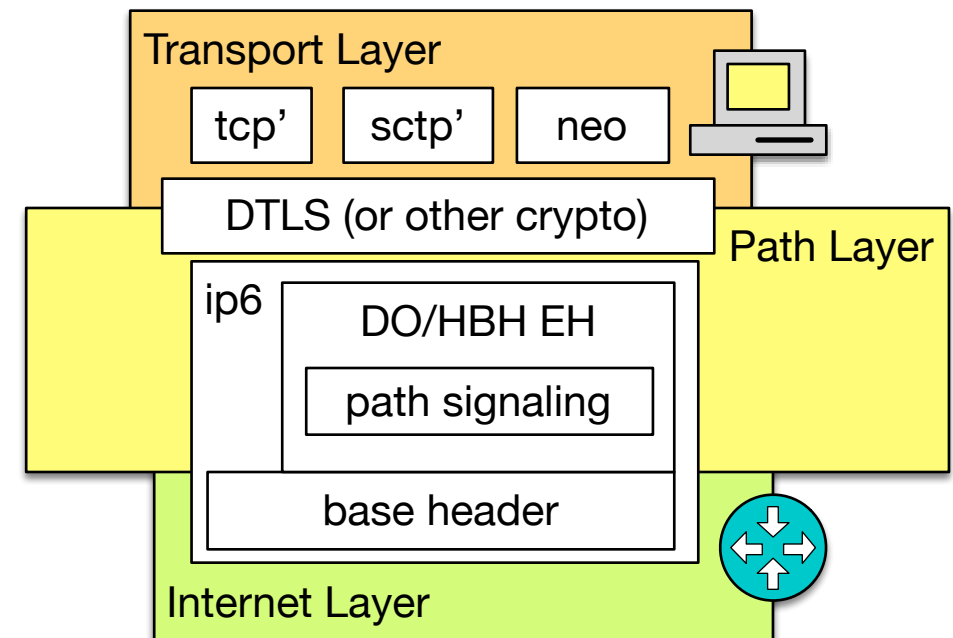 Transport Layer
tcp’ sctp’ neo
DTLS (or other crypto)
Path Layer
ip6
DO/HBH EH
path signaling
base header
Internet Layer